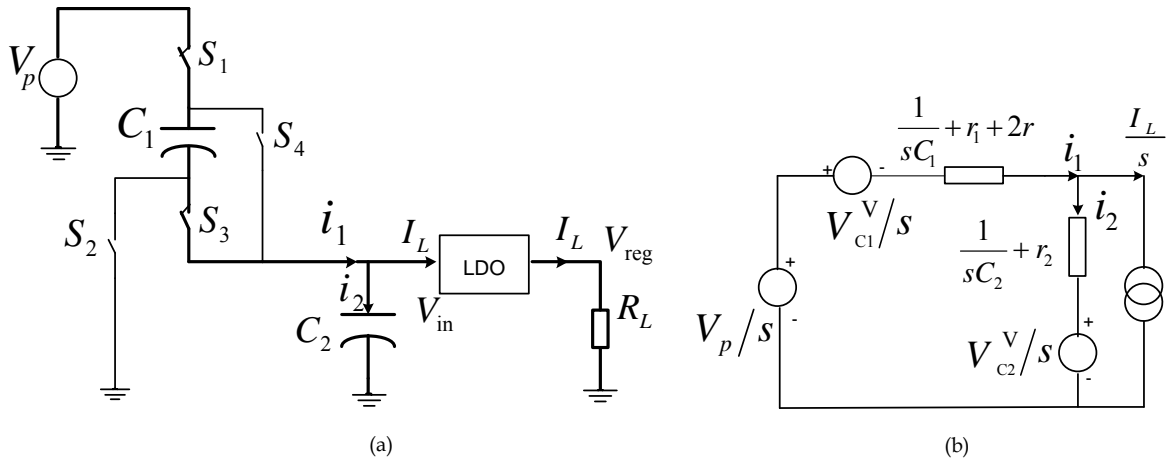 V_p
S_1
C_1
S_4
S_2
S_3
i_1
I_L
LDO
I_L
V_reg
i_2
V_in
C_2
R_L
(a)
1/(sC_1) + r_1 + 2r
I_L/s
i_1
+ -
V_C1^V/s
i_2
1/(sC_2) + r_2
+
-
V_p/s
+
V_C2^V/s
-
(b)